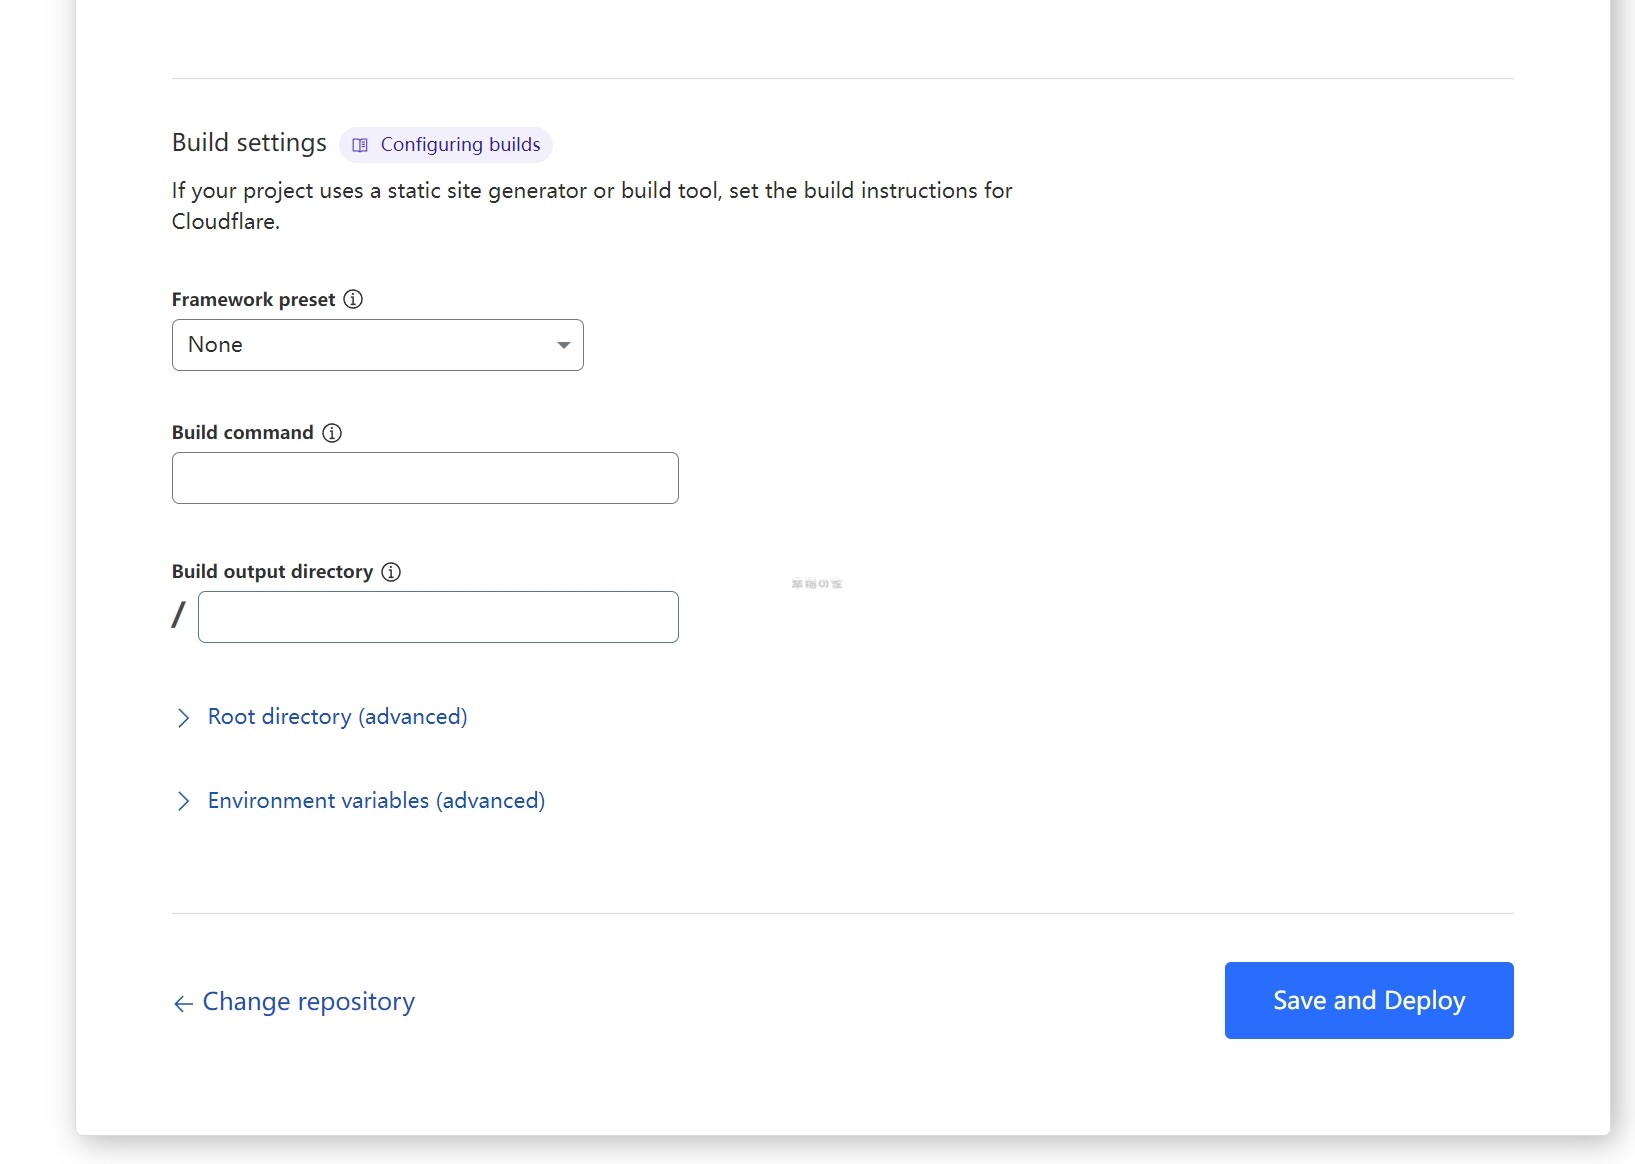 Build settings
Configuring builds
If your project uses a static site generator or build tool, set the build instructions for
Cloudflare.
Framework preset
None
Build command
Build output directory
/
Root directory (advanced)
Environment variables (advanced)
Change repository
Save and Deploy